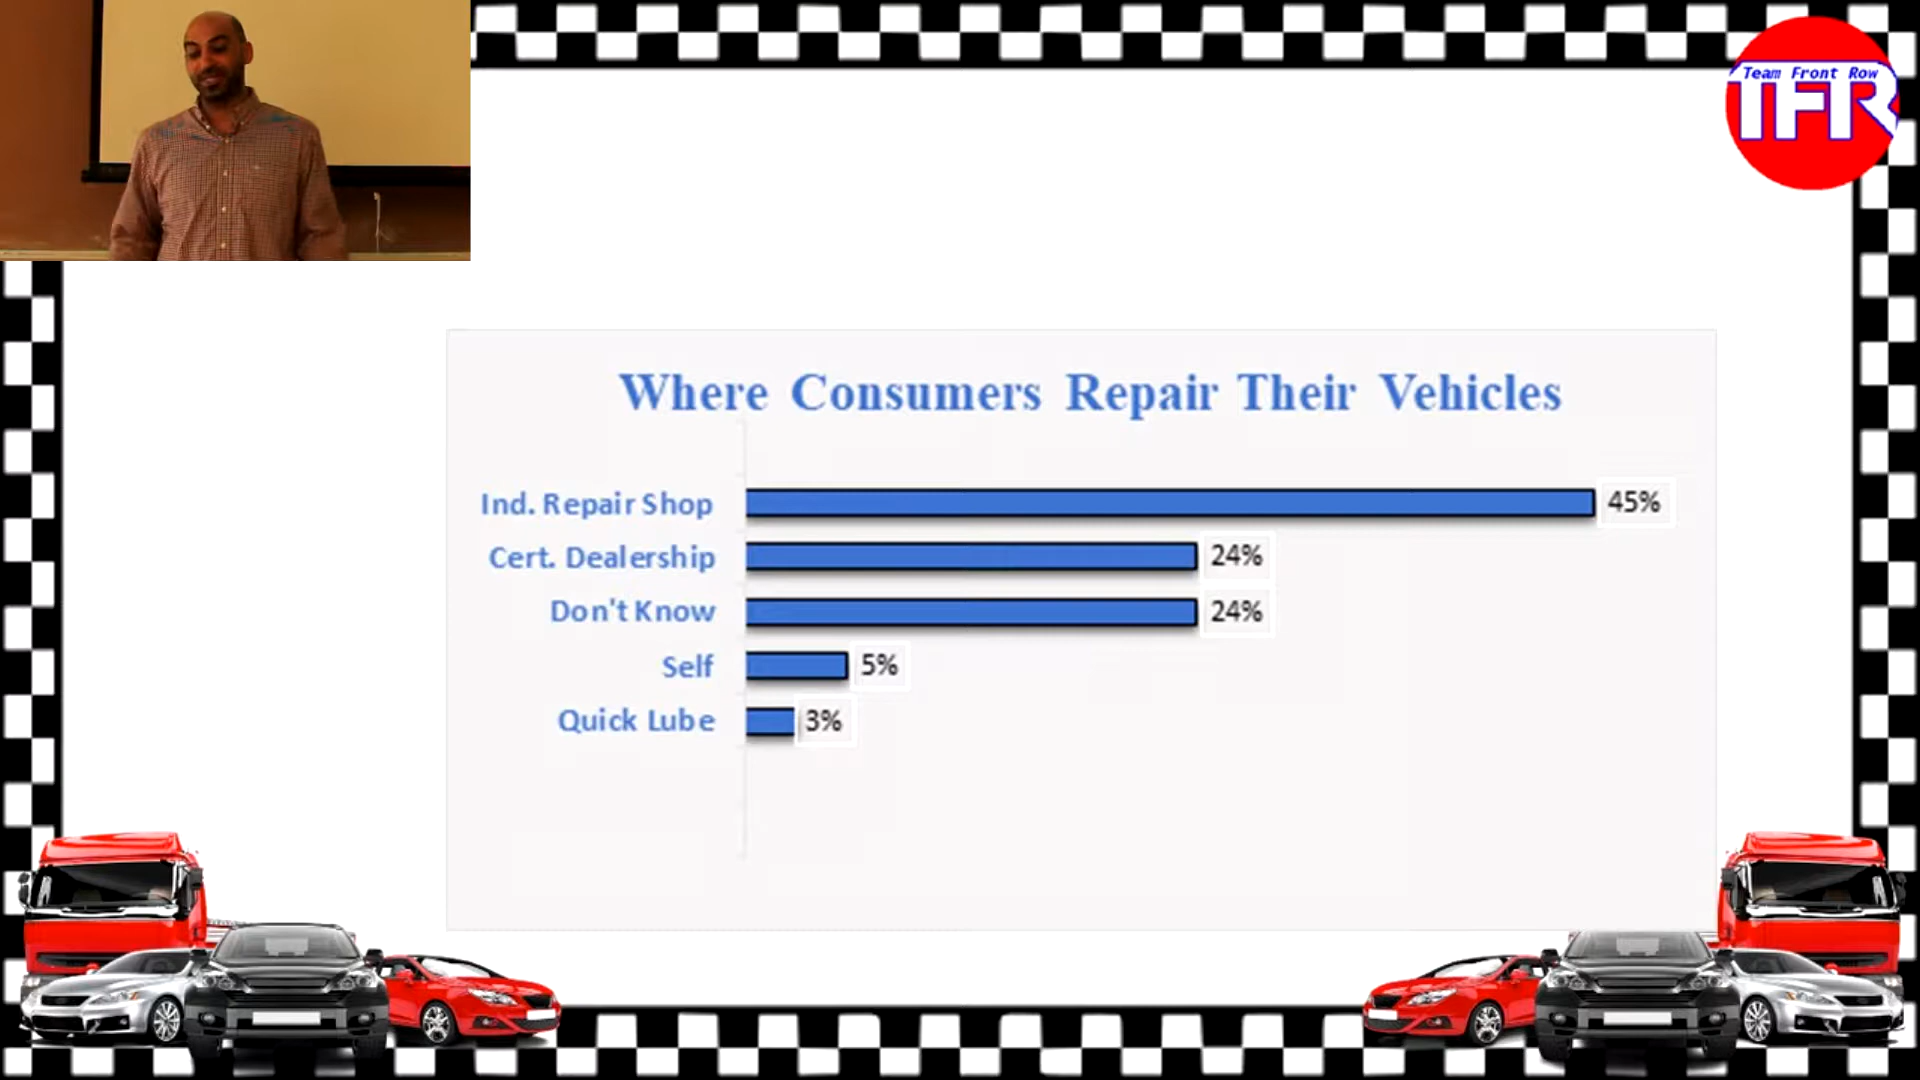 Team Front Row
TFR
Where Consumers Repair Their Vehicles
Ind. Repair Shop 45%
Cert. Dealership 24%
Don't Know 24%
Self 5%
Quick Lube 3%